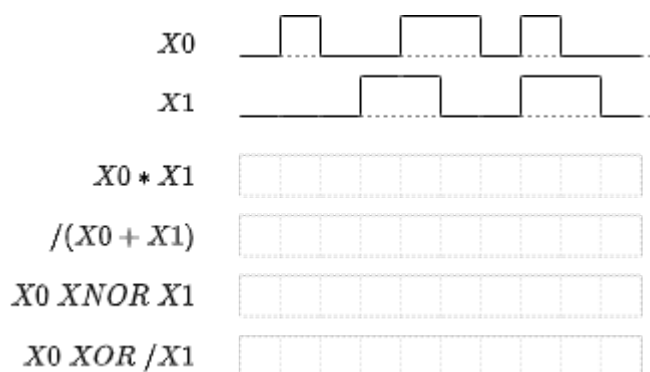 X0
X1
X0 * X1
/(X0 + X1)
X0 XNOR X1
X0 XOR /X1